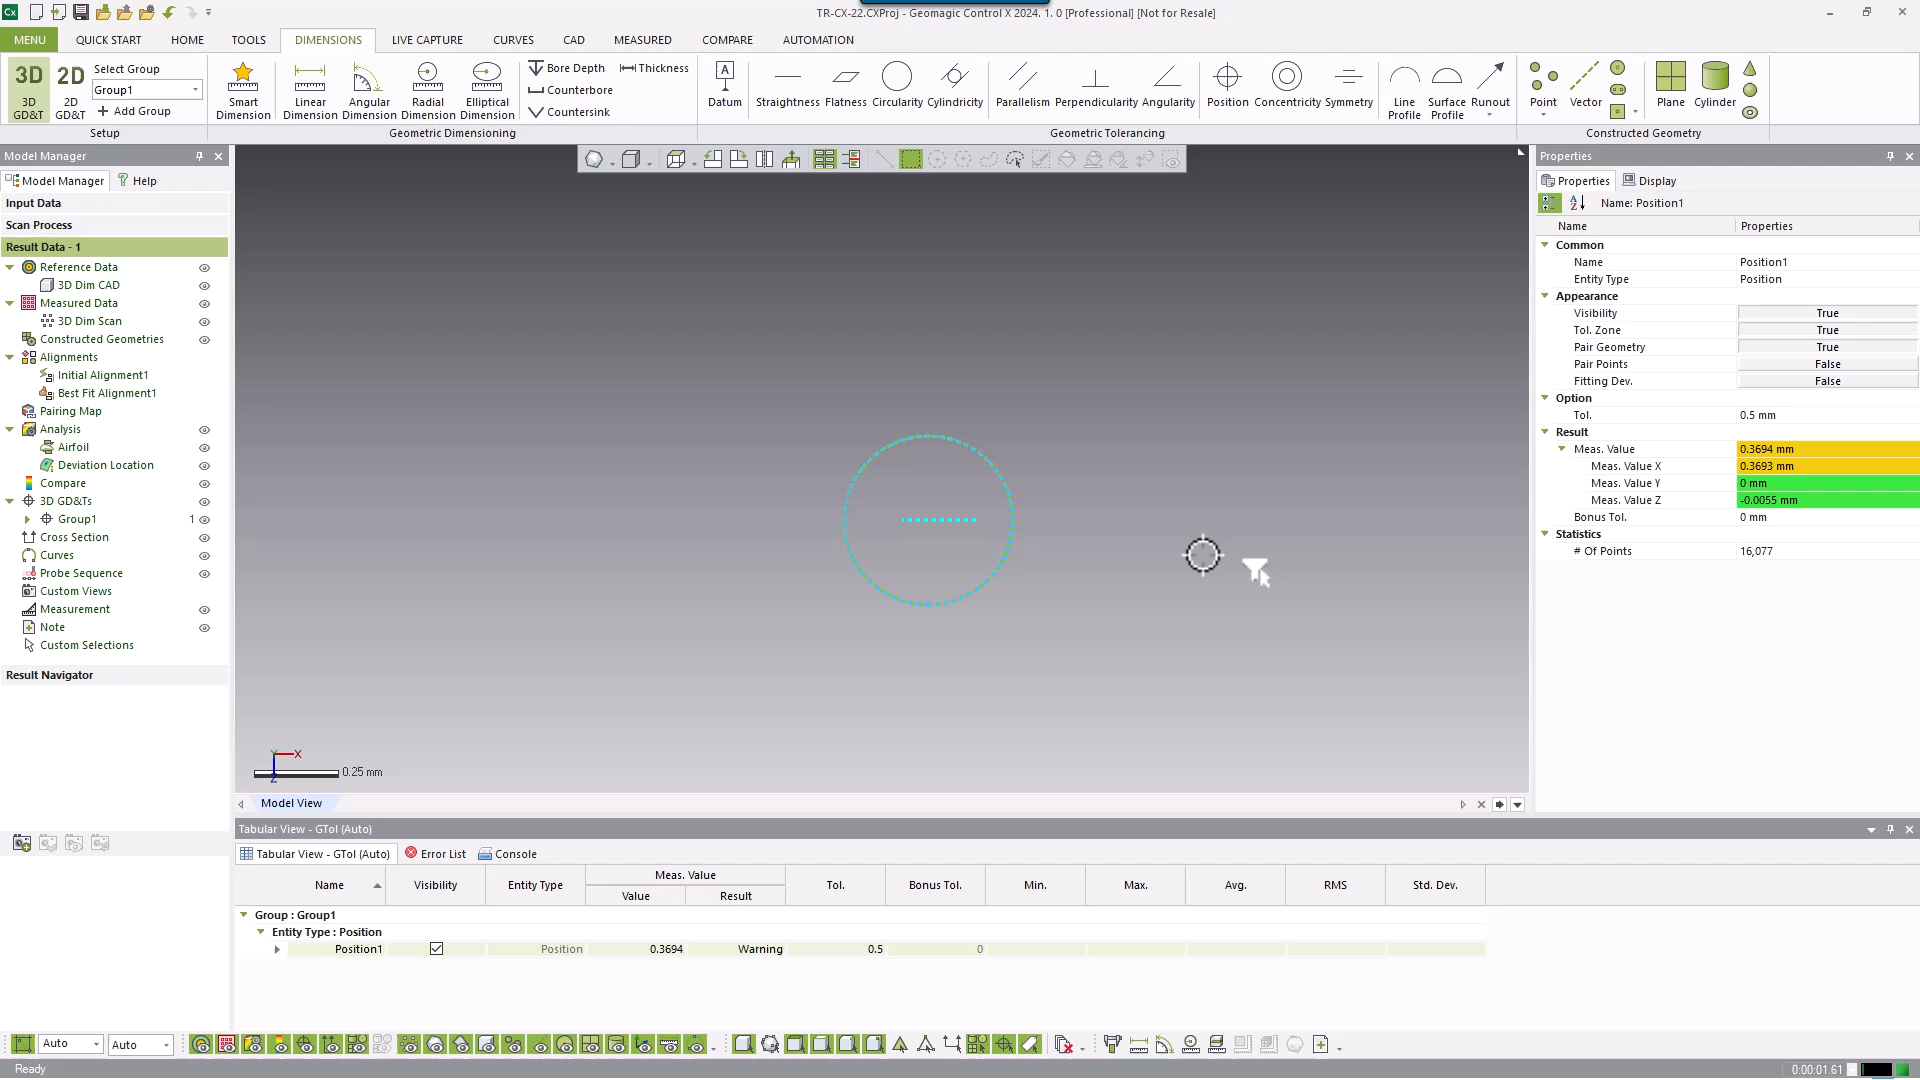 Cx
TR-CX-22.CXProj - Geomagic Control X 2024. 1. 0 [Professional] [Not for Resale]
MENU QUICK START HOME TOOLS DIMENSIONS LIVE CAPTURE CURVES CAD MEASURED COMPARE AUTOMATION
3D 2D Select Group
Group1
3D GD&T 2D GD&T + Add Group
Setup
Smart Dimension Linear Dimension Angular Dimension Radial Dimension Elliptical Dimension
Bore Depth Thickness
Counterbore
Countersink
Geometric Dimensioning
Datum Straightness Flatness Circularity Cylindricity Parallelism Perpendicularity Angularity Position Concentricity Symmetry Line Profile Surface Profile Runout
Geometric Tolerancing
Point Vector Plane Cylinder
Constructed Geometry
Model Manager
Model Manager Help
Input Data
Scan Process
Result Data - 1
Reference Data
3D Dim CAD
Measured Data
3D Dim Scan
Constructed Geometries
Alignments
Initial Alignment1
Best Fit Alignment1
Pairing Map
Analysis
Airfoil
Deviation Location
Compare
3D GD&Ts
Group1 1
Cross Section
Curves
Probe Sequence
Custom Views
Measurement
Note
Custom Selections
Result Navigator
Y X
Z
0.25 mm
Model View
Properties
Properties Display
Name: Position1
Name Properties
Common
Name Position1
Entity Type Position
Appearance
Visibility True
Tol. Zone True
Pair Geometry True
Pair Points False
Fitting Dev. False
Option
Tol. 0.5 mm
Result
Meas. Value 0.3694 mm
Meas. Value X 0.3693 mm
Meas. Value Y 0 mm
Meas. Value Z -0.0055 mm
Bonus Tol. 0 mm
Statistics
# Of Points 16,077
Tabular View - GTol (Auto)
Tabular View - GTol (Auto) Error List Console
Name Visibility Entity Type Meas. Value Tol. Bonus Tol. Min. Max. Avg. RMS Std. Dev.
Value Result
Group : Group1
Entity Type : Position
Position1 Position 0.3694 Warning 0.5 0
Auto Auto
Ready 0:00:01.61